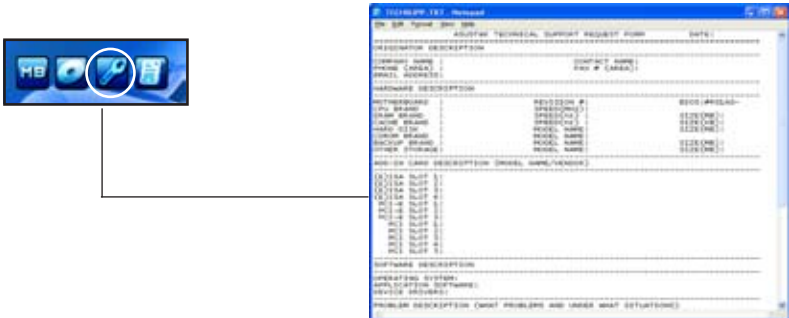 MB
TECHSUPP.TXT - Notepad
File Edit Format View Help
ASUSTeK TECHNICAL SUPPORT REQUEST FORM DATE:
ORIGINATOR DESCRIPTION
COMPANY NAME : CONTACT NAME:
PHONE (AREA) : FAX # (AREA):
EMAIL ADDRESS:
HARDWARE DESCRIPTION
MOTHERBOARD : REVISION #: BIOS:
CPU BRAND : SPEED(MHz):
DRAM BRAND : SPEED(ns) : SIZE(MB):
CACHE BRAND : SPEED(ns) : SIZE(KB):
HARD DISK : MODEL NAME: SIZE(MB):
CDROM BRAND : MODEL NAME:
BACKUP BRAND : MODEL NAME: SIZE(MB):
OTHER STORAGE: MODEL NAME: SIZE(MB):
ADD-ON CARD DESCRIPTION (MODEL NAME/VENDOR)
(E)ISA SLOT 1:
(E)ISA SLOT 2:
(E)ISA SLOT 3:
(E)ISA SLOT 4:
PCI-E SLOT 1:
PCI-E SLOT 2:
PCI-E SLOT 3:
PCI SLOT 1:
PCI SLOT 2:
PCI SLOT 3:
PCI SLOT 4:
PCI SLOT 5:
SOFTWARE DESCRIPTION
OPERATING SYSTEM:
APPLICATION SOFTWARE:
DEVICE DRIVERS:
PROBLEM DESCRIPTION (WHAT PROBLEMS AND UNDER WHAT SITUATIONS)